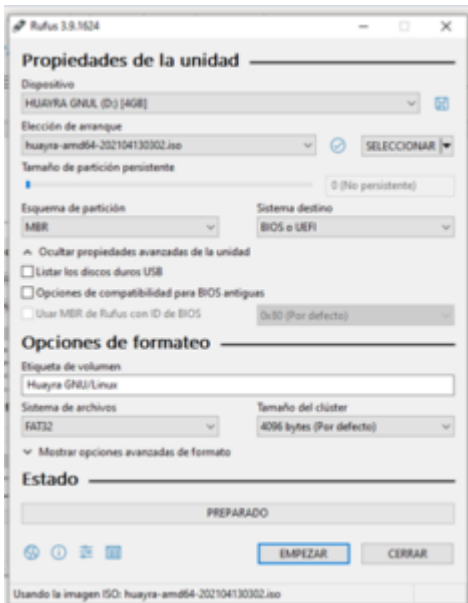 Rufus 3.9.1624
Propiedades de la unidad
Dispositivo
HUAYRA GNUL (D:) [4GB]
Elección de arranque
huayra-amd64-202104130302.iso
SELECCIONAR
Tamaño de partición persistente
0 (No persistente)
Esquema de partición Sistema destino
MBR BIOS o UEFI
Ocultar propiedades avanzadas de la unidad
Listar los discos duros USB
Opciones de compatibilidad para BIOS antiguas
Usar MBR de Rufus con ID de BIOS 0x80 (Por defecto)
Opciones de formateo
Etiqueta de volumen
Huayra GNU/Linux
Sistema de archivos Tamaño del clúster
FAT32 4096 bytes (Por defecto)
Mostrar opciones avanzadas de formato
Estado
PREPARADO
EMPEZAR CERRAR
Usando la imagen ISO: huayra-amd64-202104130302.iso